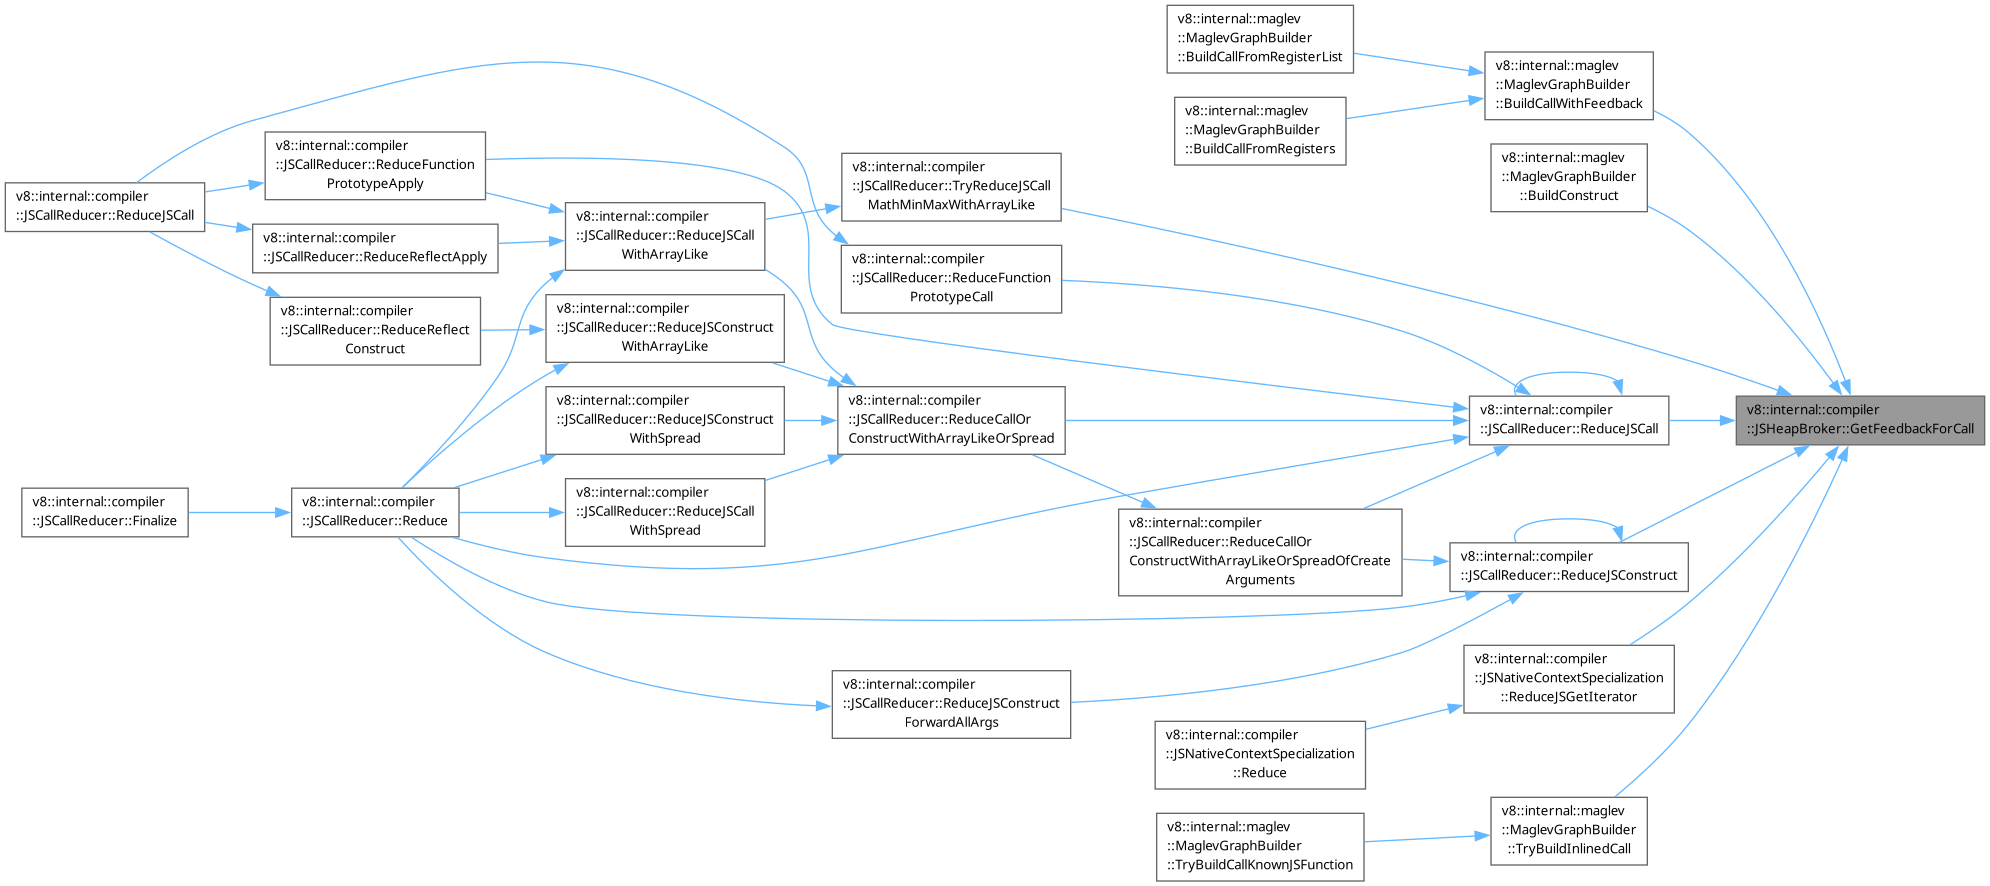 v8::internal::maglev
::MaglevGraphBuilder
::BuildCallFromRegisterList
v8::internal::maglev
::MaglevGraphBuilder
::BuildCallWithFeedback
v8::internal::maglev
::MaglevGraphBuilder
::BuildCallFromRegisters
v8::internal::compiler
::JSCallReducer::ReduceFunction
PrototypeApply
v8::internal::maglev
::MaglevGraphBuilder
::BuildConstruct
v8::internal::compiler
::JSCallReducer::TryReduceJSCall
MathMinMaxWithArrayLike
v8::internal::compiler
::JSCallReducer::ReduceJSCall
v8::internal::compiler
::JSCallReducer::ReduceJSCall
WithArrayLike
v8::internal::compiler
::JSCallReducer::ReduceReflectApply
v8::internal::compiler
::JSCallReducer::ReduceFunction
PrototypeCall
v8::internal::compiler
::JSCallReducer::ReduceJSConstruct
WithArrayLike
v8::internal::compiler
::JSCallReducer::ReduceReflect
Construct
v8::internal::compiler
::JSCallReducer::ReduceJSConstruct
WithSpread
v8::internal::compiler
::JSCallReducer::ReduceCallOr
ConstructWithArrayLikeOrSpread
v8::internal::compiler
::JSCallReducer::ReduceJSCall
v8::internal::compiler
::JSHeapBroker::GetFeedbackForCall
v8::internal::compiler
::JSCallReducer::Finalize
v8::internal::compiler
::JSCallReducer::Reduce
v8::internal::compiler
::JSCallReducer::ReduceJSCall
WithSpread
v8::internal::compiler
::JSCallReducer::ReduceCallOr
ConstructWithArrayLikeOrSpreadOfCreate
Arguments
v8::internal::compiler
::JSCallReducer::ReduceJSConstruct
v8::internal::compiler
::JSNativeContextSpecialization
::ReduceJSGetIterator
v8::internal::compiler
::JSCallReducer::ReduceJSConstruct
ForwardAllArgs
v8::internal::compiler
::JSNativeContextSpecialization
::Reduce
v8::internal::maglev
::MaglevGraphBuilder
::TryBuildInlinedCall
v8::internal::maglev
::MaglevGraphBuilder
::TryBuildCallKnownJSFunction